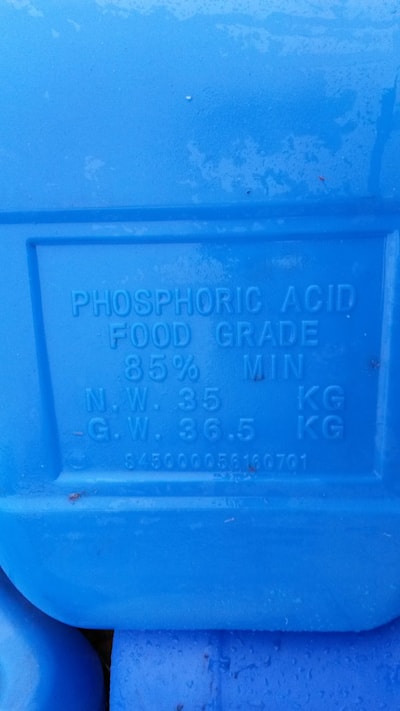 PHOSPHORIC ACID
FOOD GRADE
85% MIN
N.W. 35 KG
G.W. 36.5 KG